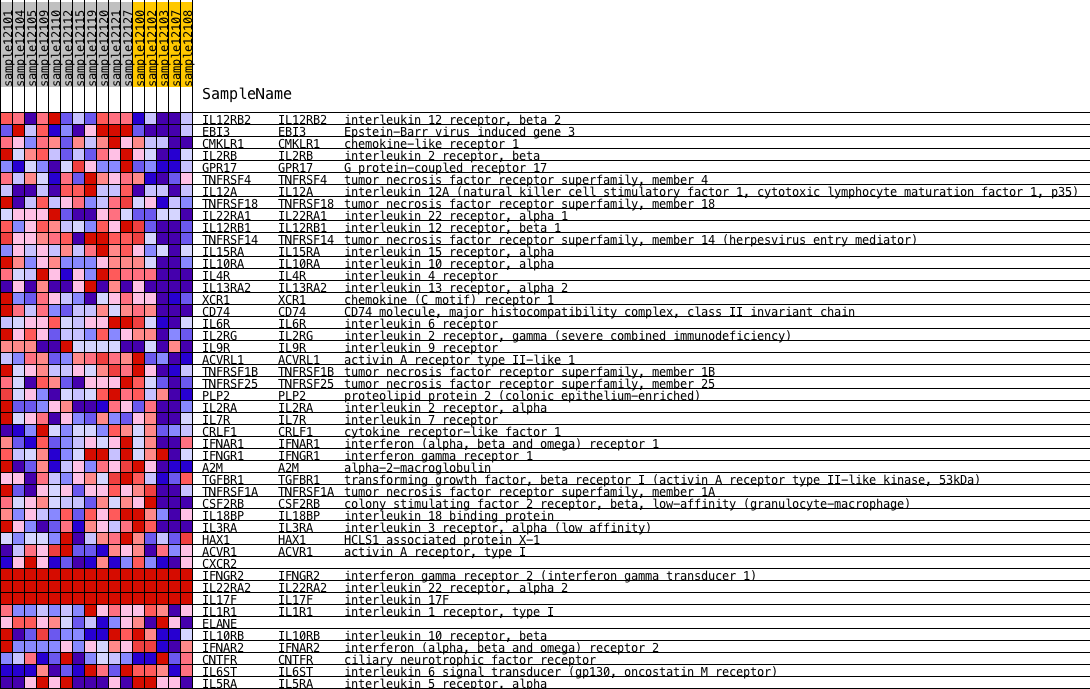 sample12101
sample12104
sample12105
sample12109
sample12110
sample12112
sample12115
sample12119
sample12120
sample12121
sample12127
sample12100
sample12102
sample12103
sample12107
sample12108
SampleName
IL12RB2 IL12RB2 interleukin 12 receptor, beta 2
EBI3 EBI3 Epstein-Barr virus induced gene 3
CMKLR1 CMKLR1 chemokine-like receptor 1
IL2RB IL2RB interleukin 2 receptor, beta
GPR17 GPR17 G protein-coupled receptor 17
TNFRSF4 TNFRSF4 tumor necrosis factor receptor superfamily, member 4
IL12A IL12A interleukin 12A (natural killer cell stimulatory factor 1, cytotoxic lymphocyte maturation factor 1, p35)
TNFRSF18 TNFRSF18 tumor necrosis factor receptor superfamily, member 18
IL22RA1 IL22RA1 interleukin 22 receptor, alpha 1
IL12RB1 IL12RB1 interleukin 12 receptor, beta 1
TNFRSF14 TNFRSF14 tumor necrosis factor receptor superfamily, member 14 (herpesvirus entry mediator)
IL15RA IL15RA interleukin 15 receptor, alpha
IL10RA IL10RA interleukin 10 receptor, alpha
IL4R IL4R interleukin 4 receptor
IL13RA2 IL13RA2 interleukin 13 receptor, alpha 2
XCR1 XCR1 chemokine (C motif) receptor 1
CD74 CD74 CD74 molecule, major histocompatibility complex, class II invariant chain
IL6R IL6R interleukin 6 receptor
IL2RG IL2RG interleukin 2 receptor, gamma (severe combined immunodeficiency)
IL9R IL9R interleukin 9 receptor
ACVRL1 ACVRL1 activin A receptor type II-like 1
TNFRSF1B TNFRSF1B tumor necrosis factor receptor superfamily, member 1B
TNFRSF25 TNFRSF25 tumor necrosis factor receptor superfamily, member 25
PLP2 PLP2 proteolipid protein 2 (colonic epithelium-enriched)
IL2RA IL2RA interleukin 2 receptor, alpha
IL7R IL7R interleukin 7 receptor
CRLF1 CRLF1 cytokine receptor-like factor 1
IFNAR1 IFNAR1 interferon (alpha, beta and omega) receptor 1
IFNGR1 IFNGR1 interferon gamma receptor 1
A2M A2M alpha-2-macroglobulin
TGFBR1 TGFBR1 transforming growth factor, beta receptor I (activin A receptor type II-like kinase, 53kDa)
TNFRSF1A TNFRSF1A tumor necrosis factor receptor superfamily, member 1A
CSF2RB CSF2RB colony stimulating factor 2 receptor, beta, low-affinity (granulocyte-macrophage)
IL18BP IL18BP interleukin 18 binding protein
IL3RA IL3RA interleukin 3 receptor, alpha (low affinity)
HAX1 HAX1 HCLS1 associated protein X-1
ACVR1 ACVR1 activin A receptor, type I
CXCR2
IFNGR2 IFNGR2 interferon gamma receptor 2 (interferon gamma transducer 1)
IL22RA2 IL22RA2 interleukin 22 receptor, alpha 2
IL17F IL17F interleukin 17F
IL1R1 IL1R1 interleukin 1 receptor, type I
ELANE
IL10RB IL10RB interleukin 10 receptor, beta
IFNAR2 IFNAR2 interferon (alpha, beta and omega) receptor 2
CNTFR CNTFR ciliary neurotrophic factor receptor
IL6ST IL6ST interleukin 6 signal transducer (gp130, oncostatin M receptor)
IL5RA IL5RA interleukin 5 receptor, alpha